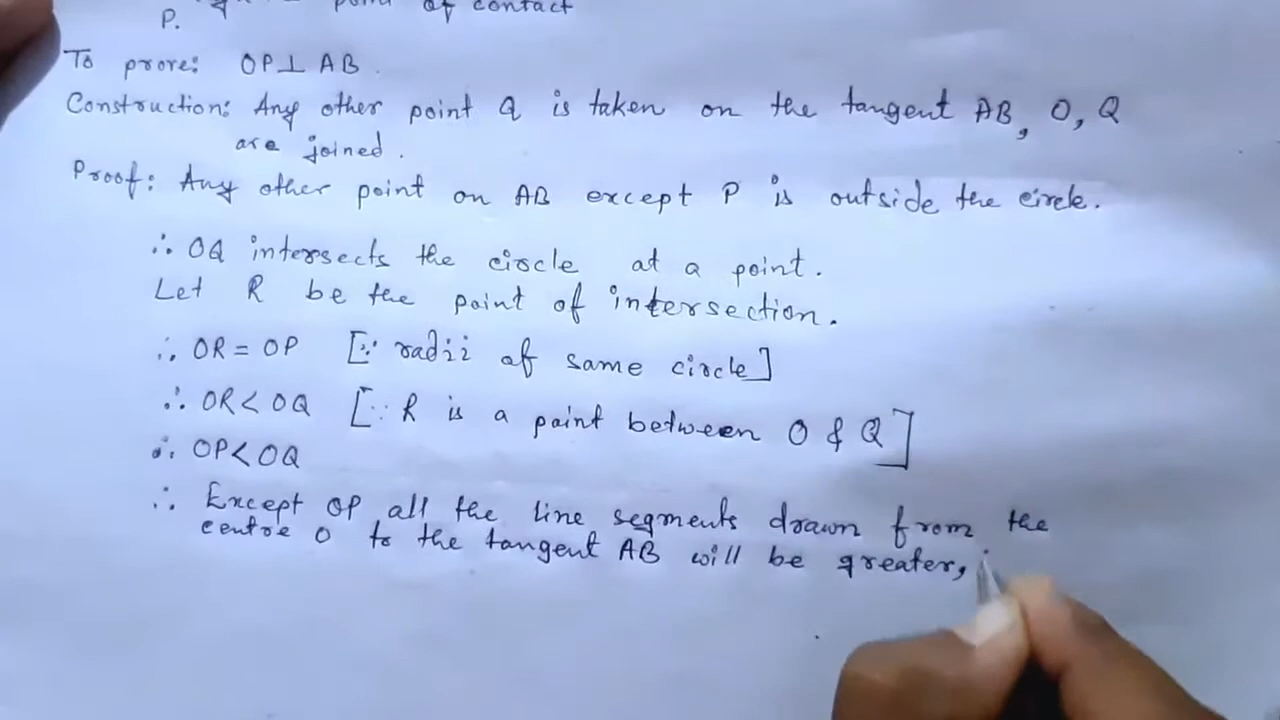 of contact
P.
To prove: OP⊥ AB.
Construction: Any other point Q is taken on the tangent AB, O, Q
are joined.
Proof: Any other point on AB except P is outside the circle.
∴ OQ intersects the circle at a point.
Let R be the point of intersection.
∴ OR = OP [∵ radii of same circle]
∴ OR < OQ [∵ R is a point between O & Q]
∴ OP < OQ
∴ Except OP all the line segments drawn from the
centre O to the tangent AB will be greater,